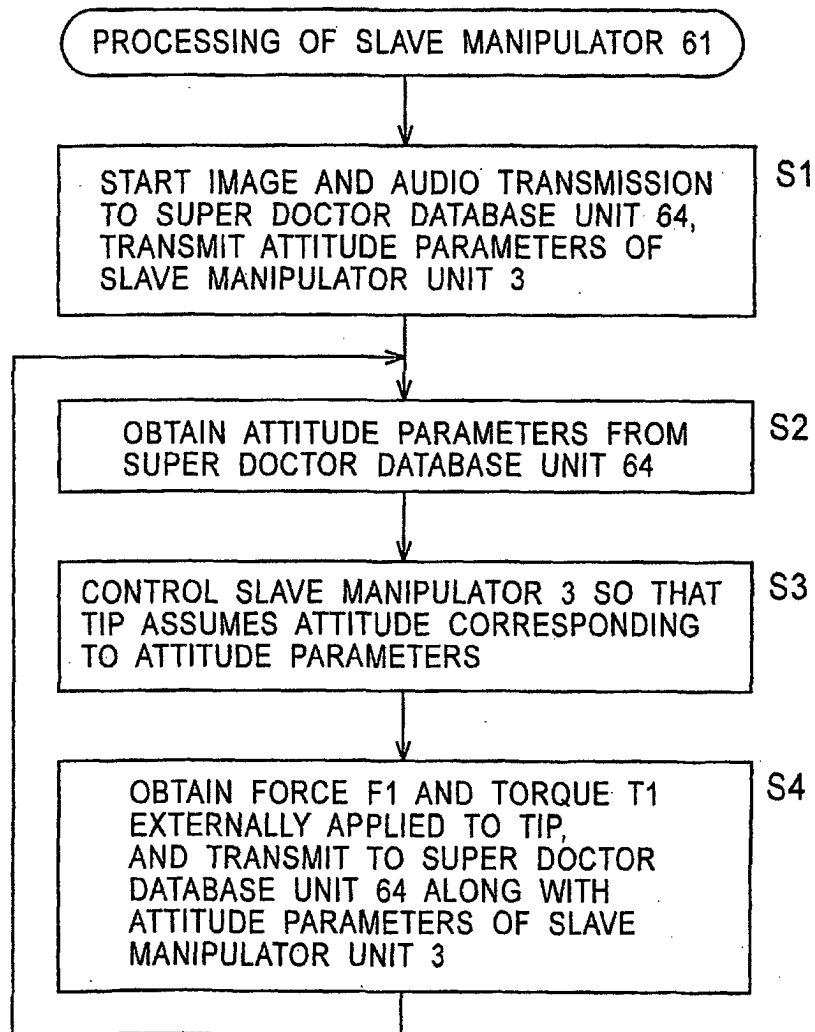 PROCESSING OF SLAVE MANIPULATOR 61
S1
START IMAGE AND AUDIO TRANSMISSION
TO SUPER DOCTOR DATABASE UNIT 64,
TRANSMIT ATTITUDE PARAMETERS OF
SLAVE MANIPULATOR UNIT 3
S2
OBTAIN ATTITUDE PARAMETERS FROM
SUPER DOCTOR DATABASE UNIT 64
S3
CONTROL SLAVE MANIPULATOR 3 SO THAT
TIP ASSUMES ATTITUDE CORRESPONDING
TO ATTITUDE PARAMETERS
S4
OBTAIN FORCE F1 AND TORQUE T1
EXTERNALLY APPLIED TO TIP,
AND TRANSMIT TO SUPER DOCTOR
DATABASE UNIT 64 ALONG WITH
ATTITUDE PARAMETERS OF SLAVE
MANIPULATOR UNIT 3